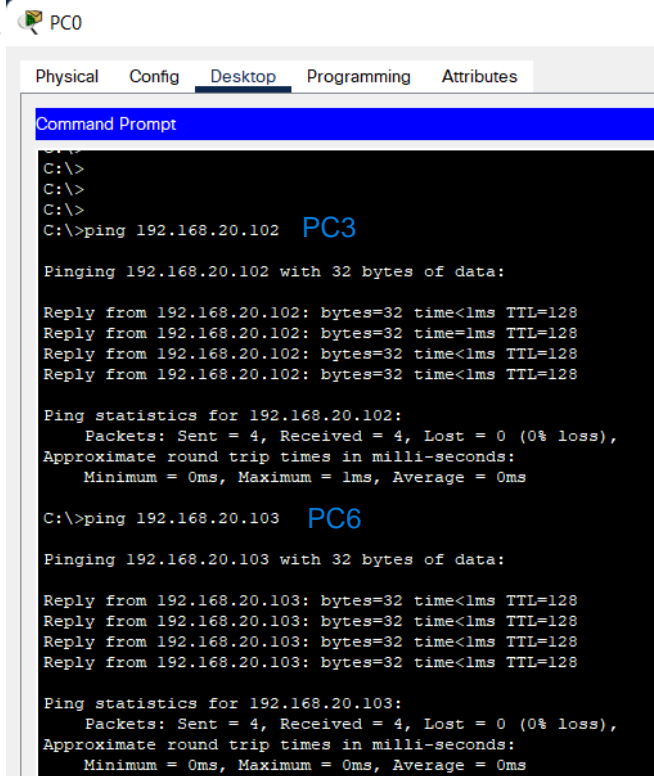 PC0
Physical Config Desktop Programming Attributes
Command Prompt
C:\>
C:\>
C:\>
C:\>
C:\>ping 192.168.20.102 PC3
Pinging 192.168.20.102 with 32 bytes of data:
Reply from 192.168.20.102: bytes=32 time<1ms TTL=128
Reply from 192.168.20.102: bytes=32 time=1ms TTL=128
Reply from 192.168.20.102: bytes=32 time<1ms TTL=128
Reply from 192.168.20.102: bytes=32 time<1ms TTL=128
Ping statistics for 192.168.20.102:
Packets: Sent = 4, Received = 4, Lost = 0 (0% loss),
Approximate round trip times in milli-seconds:
Minimum = 0ms, Maximum = 1ms, Average = 0ms
C:\>ping 192.168.20.103 PC6
Pinging 192.168.20.103 with 32 bytes of data:
Reply from 192.168.20.103: bytes=32 time<1ms TTL=128
Reply from 192.168.20.103: bytes=32 time<1ms TTL=128
Reply from 192.168.20.103: bytes=32 time<1ms TTL=128
Reply from 192.168.20.103: bytes=32 time<1ms TTL=128
Ping statistics for 192.168.20.103:
Packets: Sent = 4, Received = 4, Lost = 0 (0% loss),
Approximate round trip times in milli-seconds:
Minimum = 0ms, Maximum = 0ms, Average = 0ms